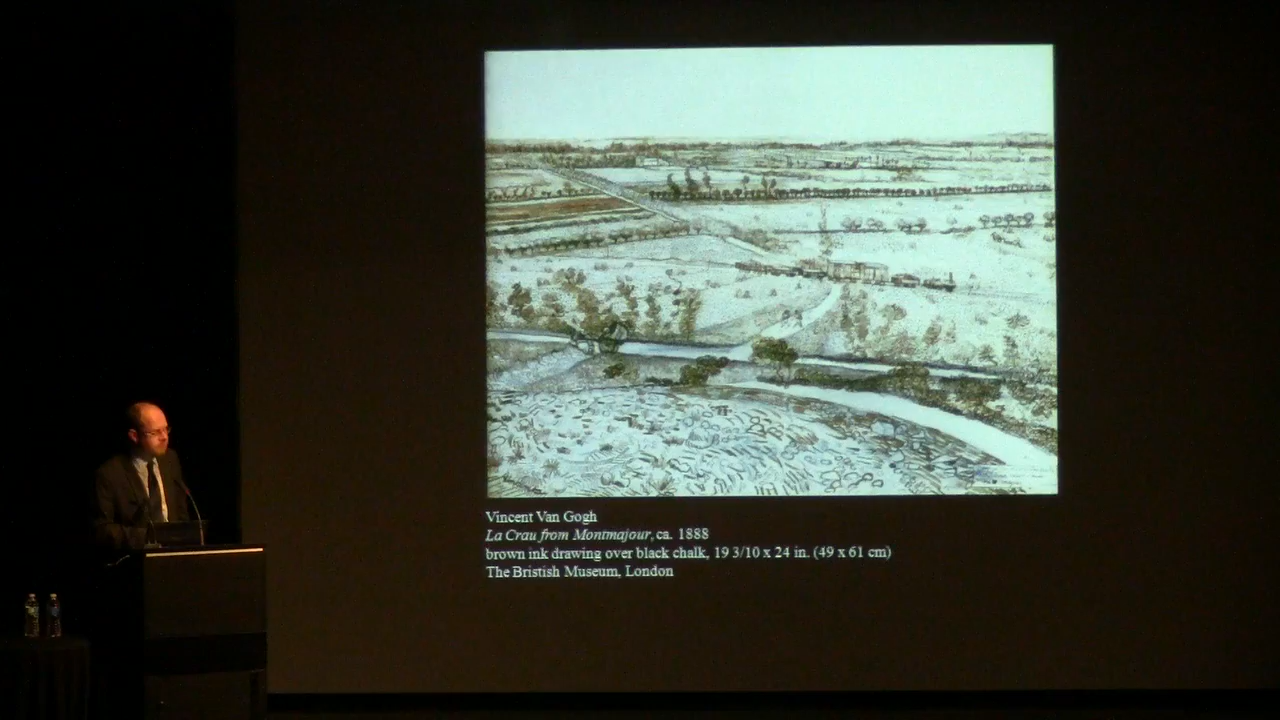 Vincent Van Gogh
La Crau from Montmajour, ca. 1888
brown ink drawing over black chalk, 19 3/10 x 24 in. (49 x 61 cm)
The Bristish Museum, London